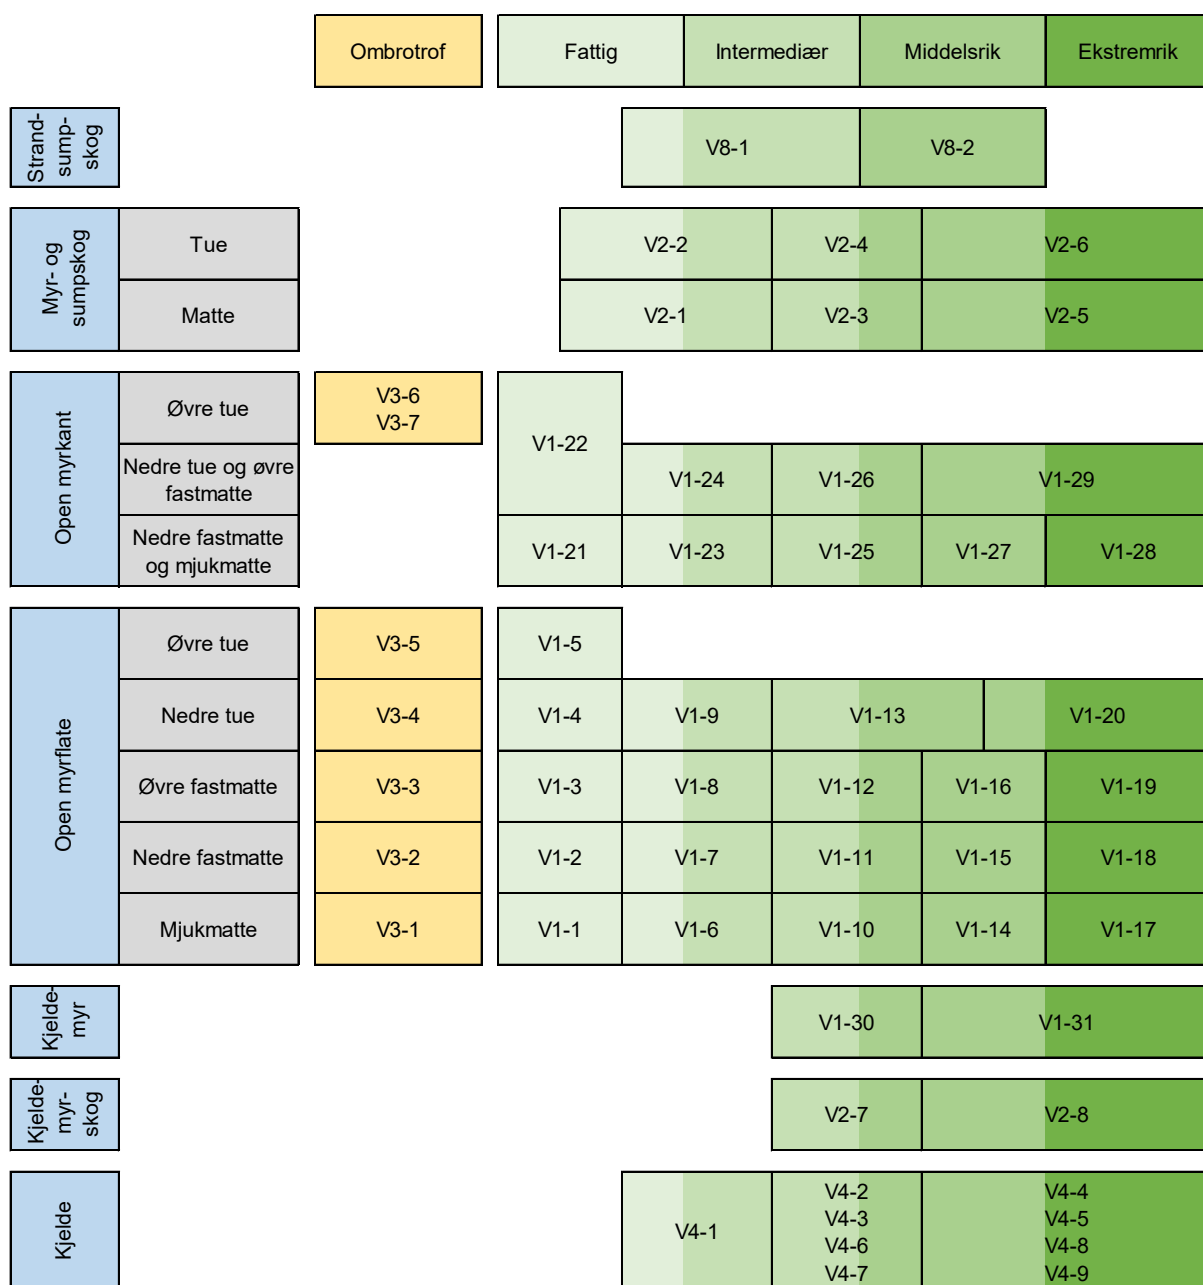 Ombrotrof Fattig Intermediær Middelsrik Ekstremrik
Strand-
sump-
skog
V8-1 V8-2
Myr- og
sumpskog
Tue V2-2 V2-4 V2-6
Matte V2-1 V2-3 V2-5
Open myrkant
Øvre tue
V3-6
V3-7
V1-22
Nedre tue og øvre
fastmatte
V1-24 V1-26 V1-29
Nedre fastmatte
og mjukmatte
V1-21 V1-23 V1-25 V1-27 V1-28
Open myrflate
Øvre tue V3-5 V1-5
Nedre tue V3-4 V1-4 V1-9 V1-13 V1-20
Øvre fastmatte V3-3 V1-3 V1-8 V1-12 V1-16 V1-19
Nedre fastmatte V3-2 V1-2 V1-7 V1-11 V1-15 V1-18
Mjukmatte V3-1 V1-1 V1-6 V1-10 V1-14 V1-17
Kjelde-
myr
V1-30 V1-31
Kjelde-
myr-
skog
V2-7 V2-8
Kjelde
V4-1
V4-2
V4-3
V4-6
V4-7
V4-4
V4-5
V4-8
V4-9